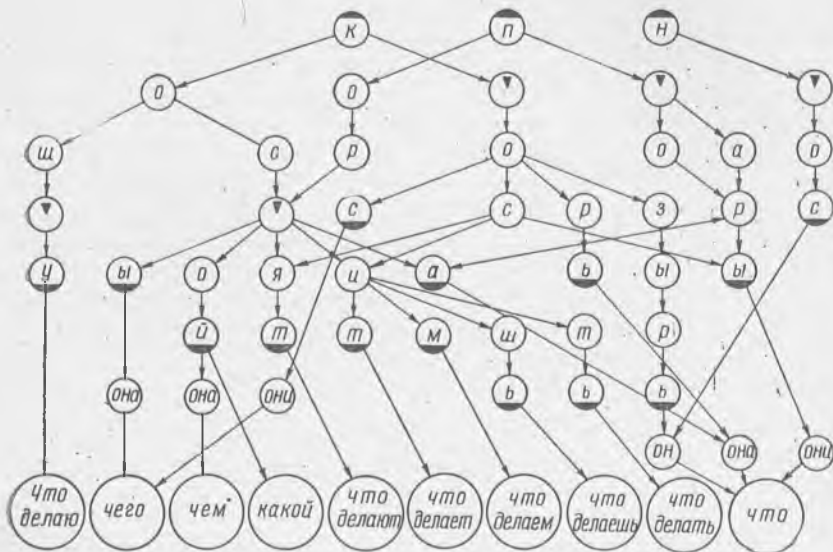 К П Н
О О ▼ ▼ ▼
Щ С Р О О а О
▼ ▼ С С Р З Р С
У Ы О Я И а Ь Ы Ы
Й Т Т М Ш Т Р
Ь Ь Ь
она она они
он она они
что делаю
чего
чем
какой
что делают
что делает
что делаем
что делаешь
что делать
что